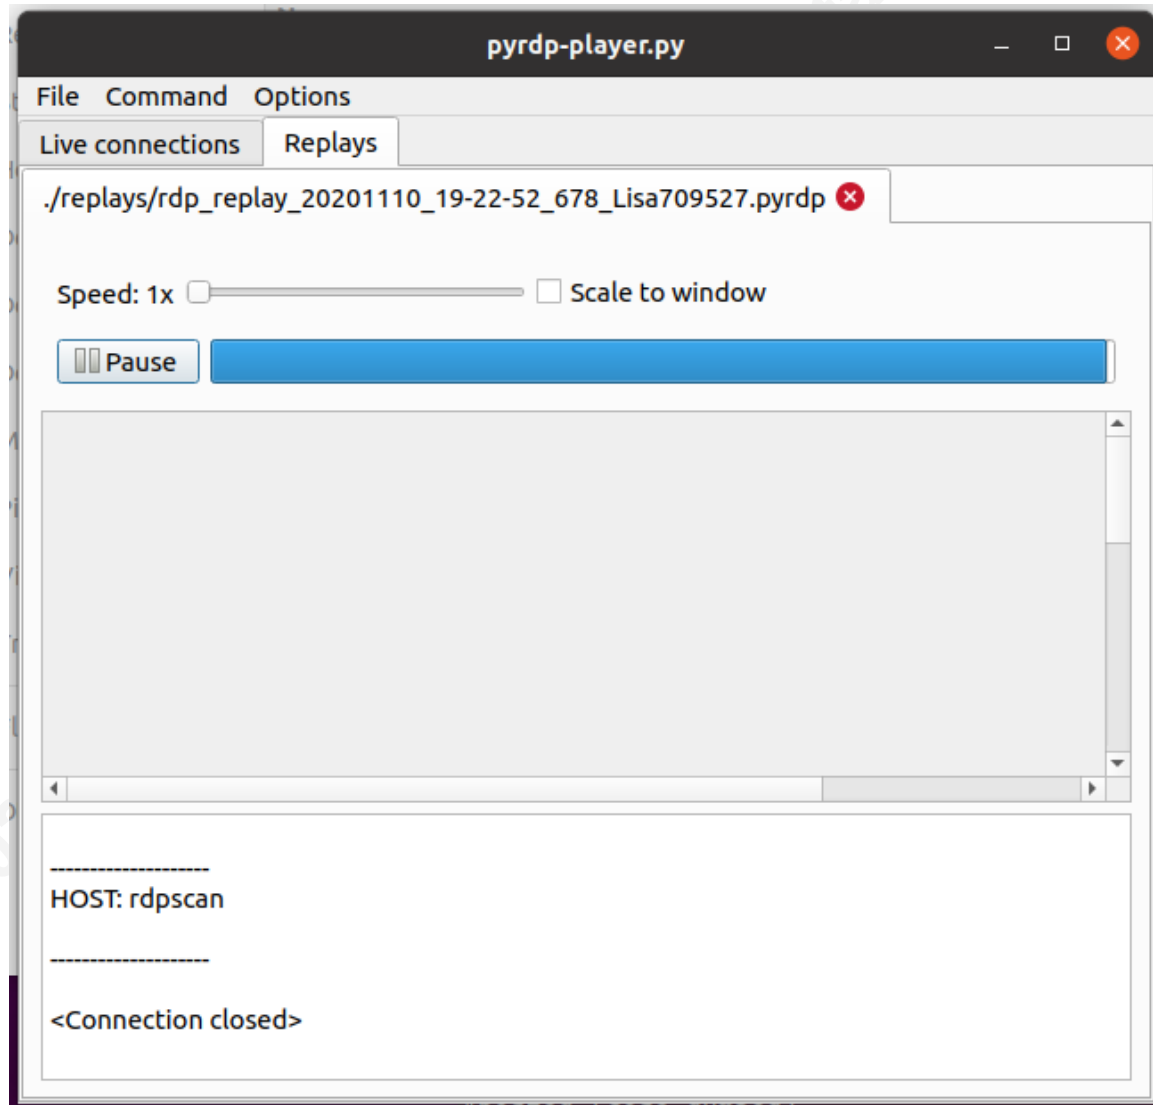 pyrdp-player.py
File Command Options
Live connections Replays
./replays/rdp_replay_20201110_19-22-52_678_Lisa709527.pyrdp
Speed: 1x Scale to window
Pause
--------------------
HOST: rdpscan
--------------------
<Connection closed>